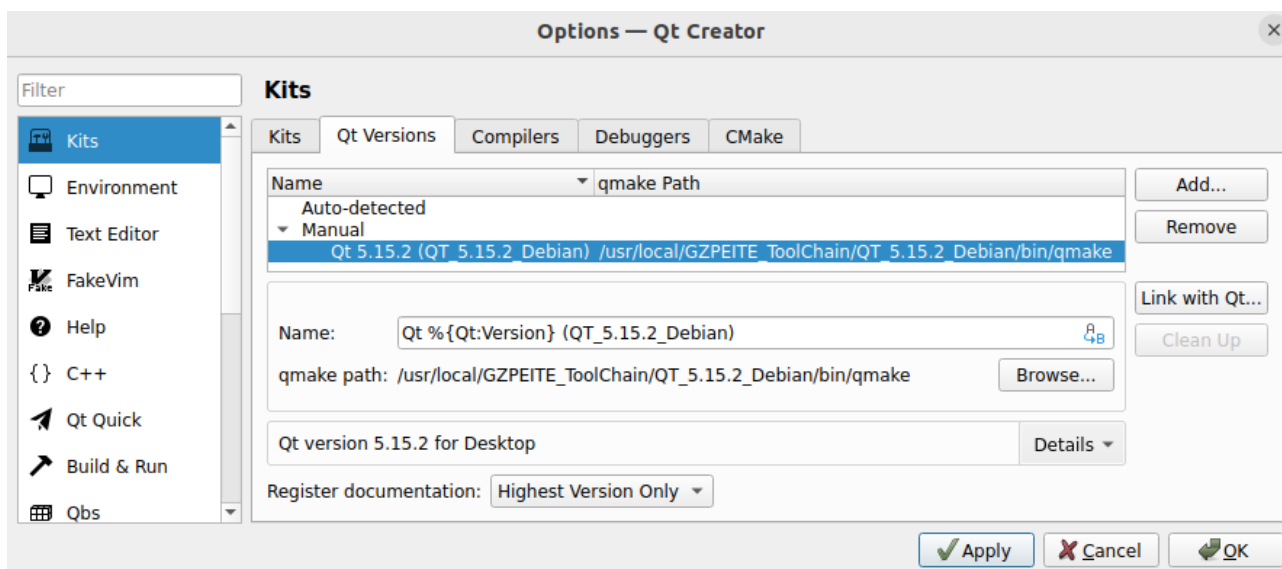 Options — Qt Creator
Filter
Kits
Kits
Environment
Text Editor
FakeVim
Help
C++
Qt Quick
Build & Run
Qbs
Kits Qt Versions Compilers Debuggers CMake
Name qmake Path
Auto-detected
Manual
Qt 5.15.2 (QT_5.15.2_Debian) /usr/local/GZPEITE_ToolChain/QT_5.15.2_Debian/bin/qmake
Add...
Remove
Link with Qt...
Clean Up
Name: Qt %{Qt:Version} (QT_5.15.2_Debian)
qmake path: /usr/local/GZPEITE_ToolChain/QT_5.15.2_Debian/bin/qmake Browse...
Qt version 5.15.2 for Desktop Details
Register documentation: Highest Version Only
Apply Cancel OK